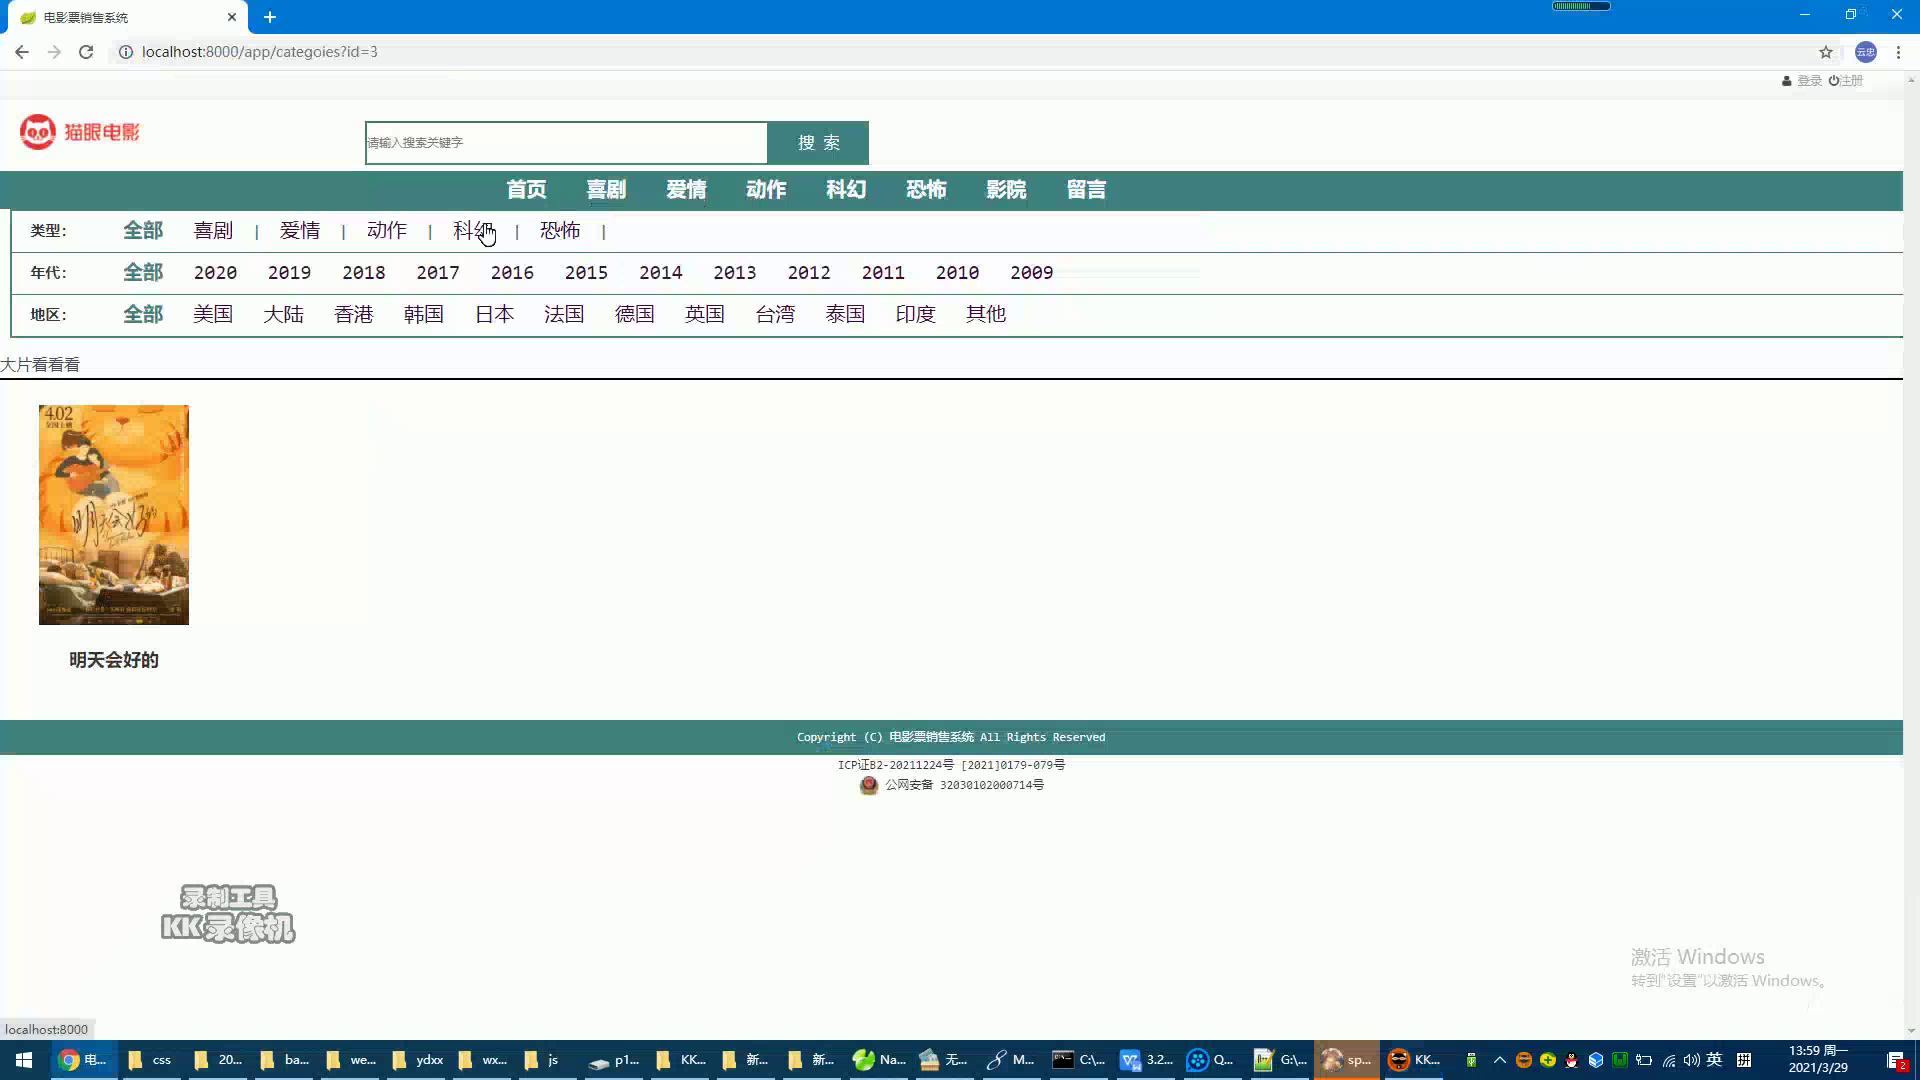 电影票销售系统
localhost:8000/app/categoies?id=3
云忠
登录 注册
猫眼电影
请输入搜索关键字
搜 索
首页 喜剧 爱情 动作 科幻 恐怖 影院 留言
类型: 全部 喜剧 | 爱情 | 动作 | 科幻 | 恐怖 |
年代: 全部 2020 2019 2018 2017 2016 2015 2014 2013 2012 2011 2010 2009
地区: 全部 美国 大陆 香港 韩国 日本 法国 德国 英国 台湾 泰国 印度 其他
大片看看看
4.02
明天会好的
明天会好的
Copyright (C) 电影票销售系统 All Rights Reserved
ICP证B2-20211224号 [2021]0179-079号
公网安备 32030102000714号
录制工具
KK录像机
激活 Windows
转到"设置"以激活 Windows。
localhost:8000
电... css 20... ba... we... ydxx wx... js p1... KK... 新... 新... Na... 无... M... C:\... 3.2... Q... G:\... sp... KK... 英 拼 13:59 周一
2021/3/29
2